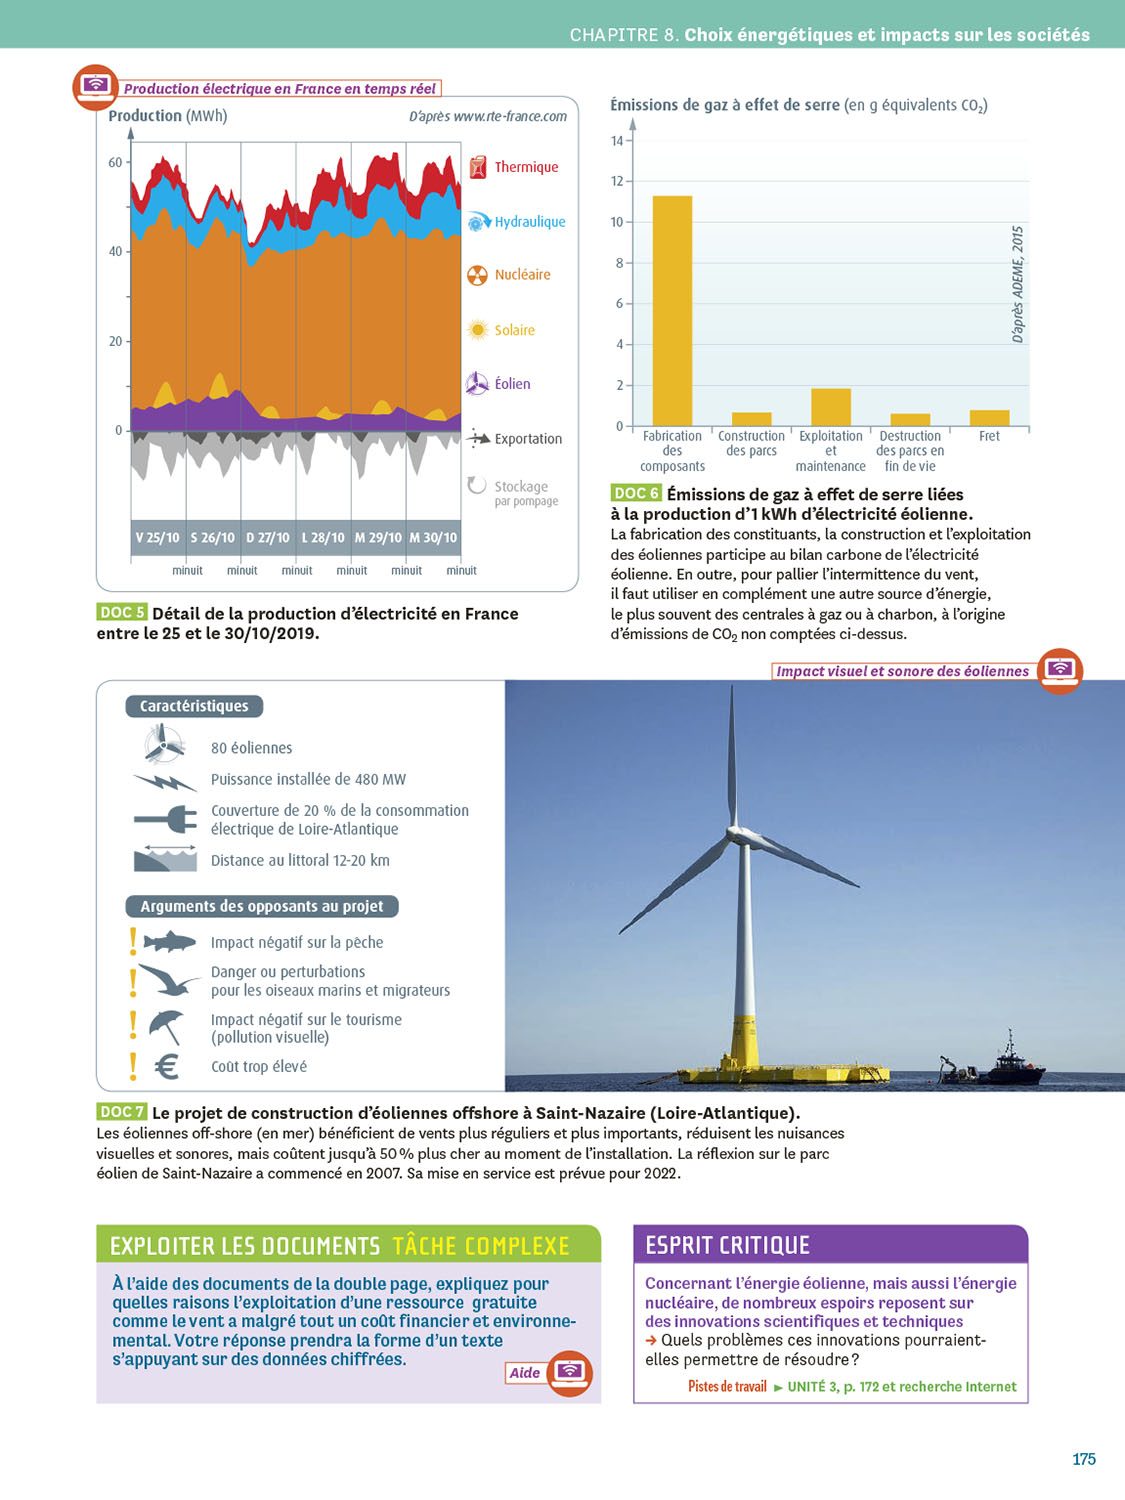 CHAPITRE 8. Choix énergétiques et impacts sur les sociétés
Production électrique en France en temps réel
Production (MWh)
D'après www.rte-france.com
60
40
20
0
Thermique
Hydraulique
Nucléaire
Solaire
Éolien
Exportation
Stockage
par pompage
V 25/10 S 26/10 D 27/10 L 28/10 M 29/10 M 30/10
minuit minuit minuit minuit minuit minuit
DOC 5 Détail de la production d'électricité en France
entre le 25 et le 30/10/2019.
Émissions de gaz à effet de serre (en g équivalents CO₂)
14
12
10
8
6
4
2
0
D'après ADEME, 2015
Fabrication
des
composants
Construction
des parcs
Exploitation
et
maintenance
Destruction
des parcs en
fin de vie
Fret
DOC 6 Émissions de gaz à effet de serre liées
à la production d'1 kWh d'électricité éolienne.
La fabrication des constituants, la construction et l'exploitation
des éoliennes participe au bilan carbone de l'électricité
éolienne. En outre, pour pallier l'intermittence du vent,
il faut utiliser en complément une autre source d'énergie,
le plus souvent des centrales à gaz ou à charbon, à l'origine
d'émissions de CO₂ non comptées ci-dessus.
Impact visuel et sonore des éoliennes
Caractéristiques
80 éoliennes
Puissance installée de 480 MW
Couverture de 20 % de la consommation
électrique de Loire-Atlantique
Distance au littoral 12-20 km
Arguments des opposants au projet
! Impact négatif sur la pêche
! Danger ou perturbations
pour les oiseaux marins et migrateurs
! Impact négatif sur le tourisme
(pollution visuelle)
! € Coût trop élevé
DOC 7 Le projet de construction d'éoliennes offshore à Saint-Nazaire (Loire-Atlantique).
Les éoliennes off-shore (en mer) bénéficient de vents plus réguliers et plus importants, réduisent les nuisances
visuelles et sonores, mais coûtent jusqu'à 50 % plus cher au moment de l'installation. La réflexion sur le parc
éolien de Saint-Nazaire a commencé en 2007. Sa mise en service est prévue pour 2022.
EXPLOITER LES DOCUMENTS TÂCHE COMPLEXE
À l'aide des documents de la double page, expliquez pour
quelles raisons l'exploitation d'une ressource gratuite
comme le vent a malgré tout un coût financier et environne-
mental. Votre réponse prendra la forme d'un texte
s'appuyant sur des données chiffrées.
Aide
ESPRIT CRITIQUE
Concernant l'énergie éolienne, mais aussi l'énergie
nucléaire, de nombreux espoirs reposent sur
des innovations scientifiques et techniques
→ Quels problèmes ces innovations pourraient-
elles permettre de résoudre ?
Pistes de travail ► UNITÉ 3, p. 172 et recherche Internet
175